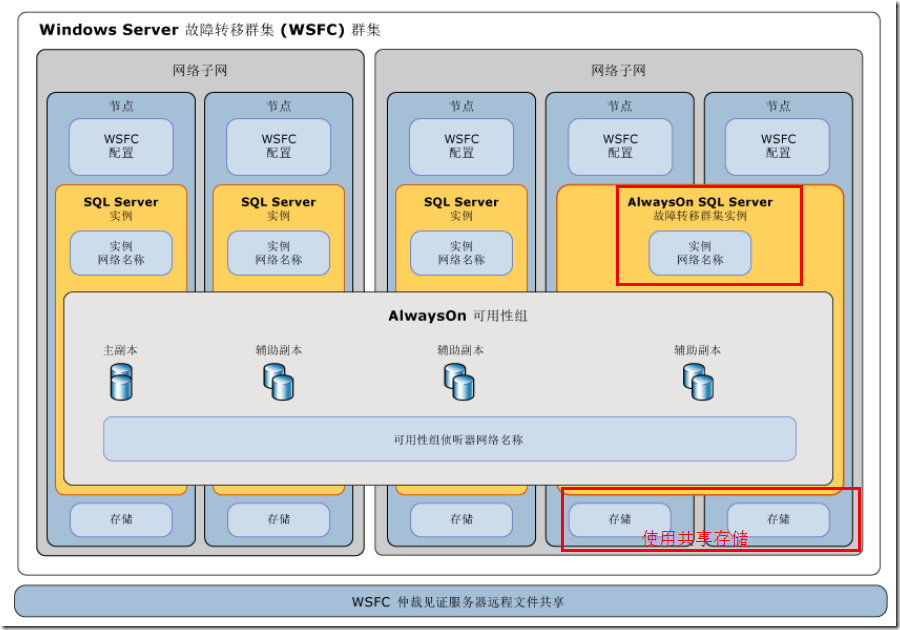 Windows Server 故障转移群集 (WSFC) 群集
网络子网
网络子网
节点
节点
节点
节点
节点
WSFC
配置
WSFC
配置
WSFC
配置
WSFC
配置
WSFC
配置
SQL Server
实例
SQL Server
实例
SQL Server
实例
AlwaysOn SQL Server
故障转移群集实例
实例
网络名称
实例
网络名称
实例
网络名称
实例
网络名称
AlwaysOn 可用性组
主副本
辅助副本
辅助副本
辅助副本
可用性组侦听器网络名称
存储
存储
存储
存储
存储
使用共享存储
WSFC 仲裁见证服务器远程文件共享